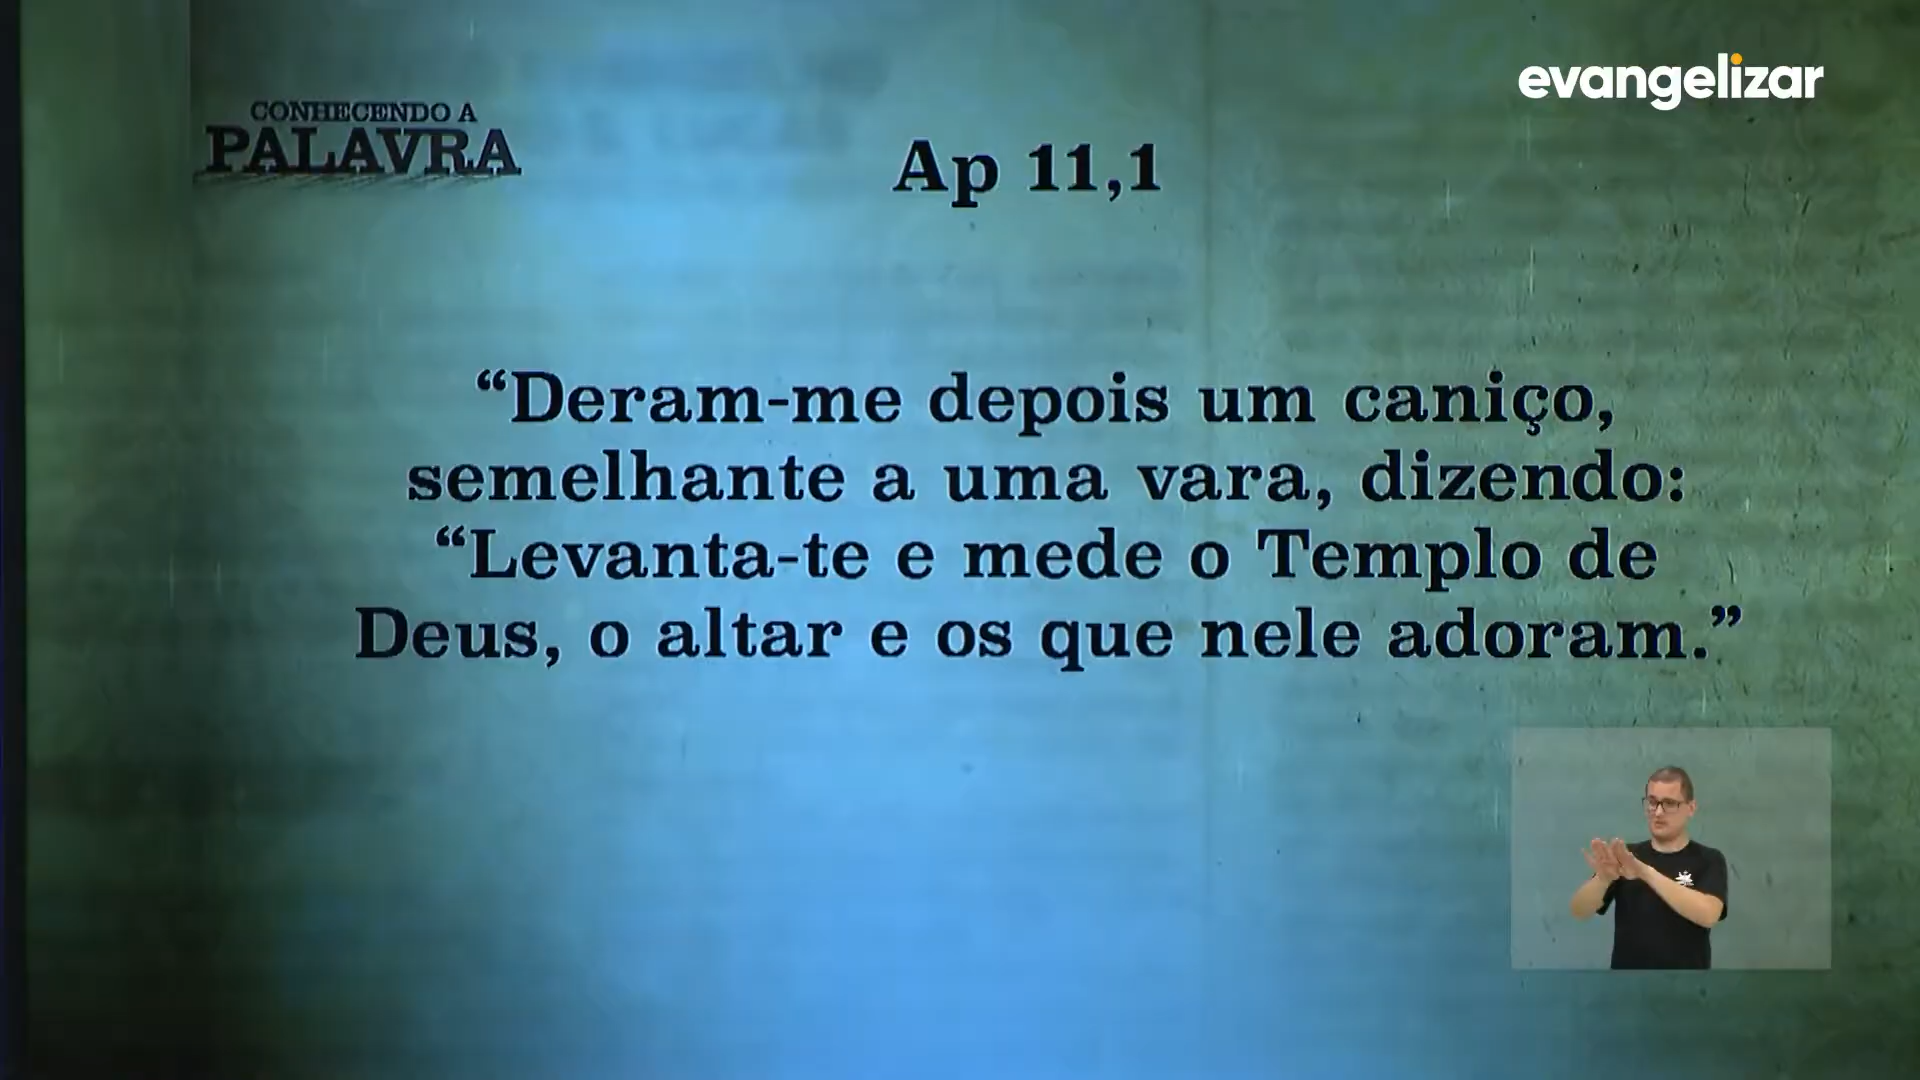 evangelizar
CONHECENDO A
PALAVRA
Ap 11,1
“Deram-me depois um caniço,
semelhante a uma vara, dizendo:
“Levanta-te e mede o Templo de
Deus, o altar e os que nele adoram.”